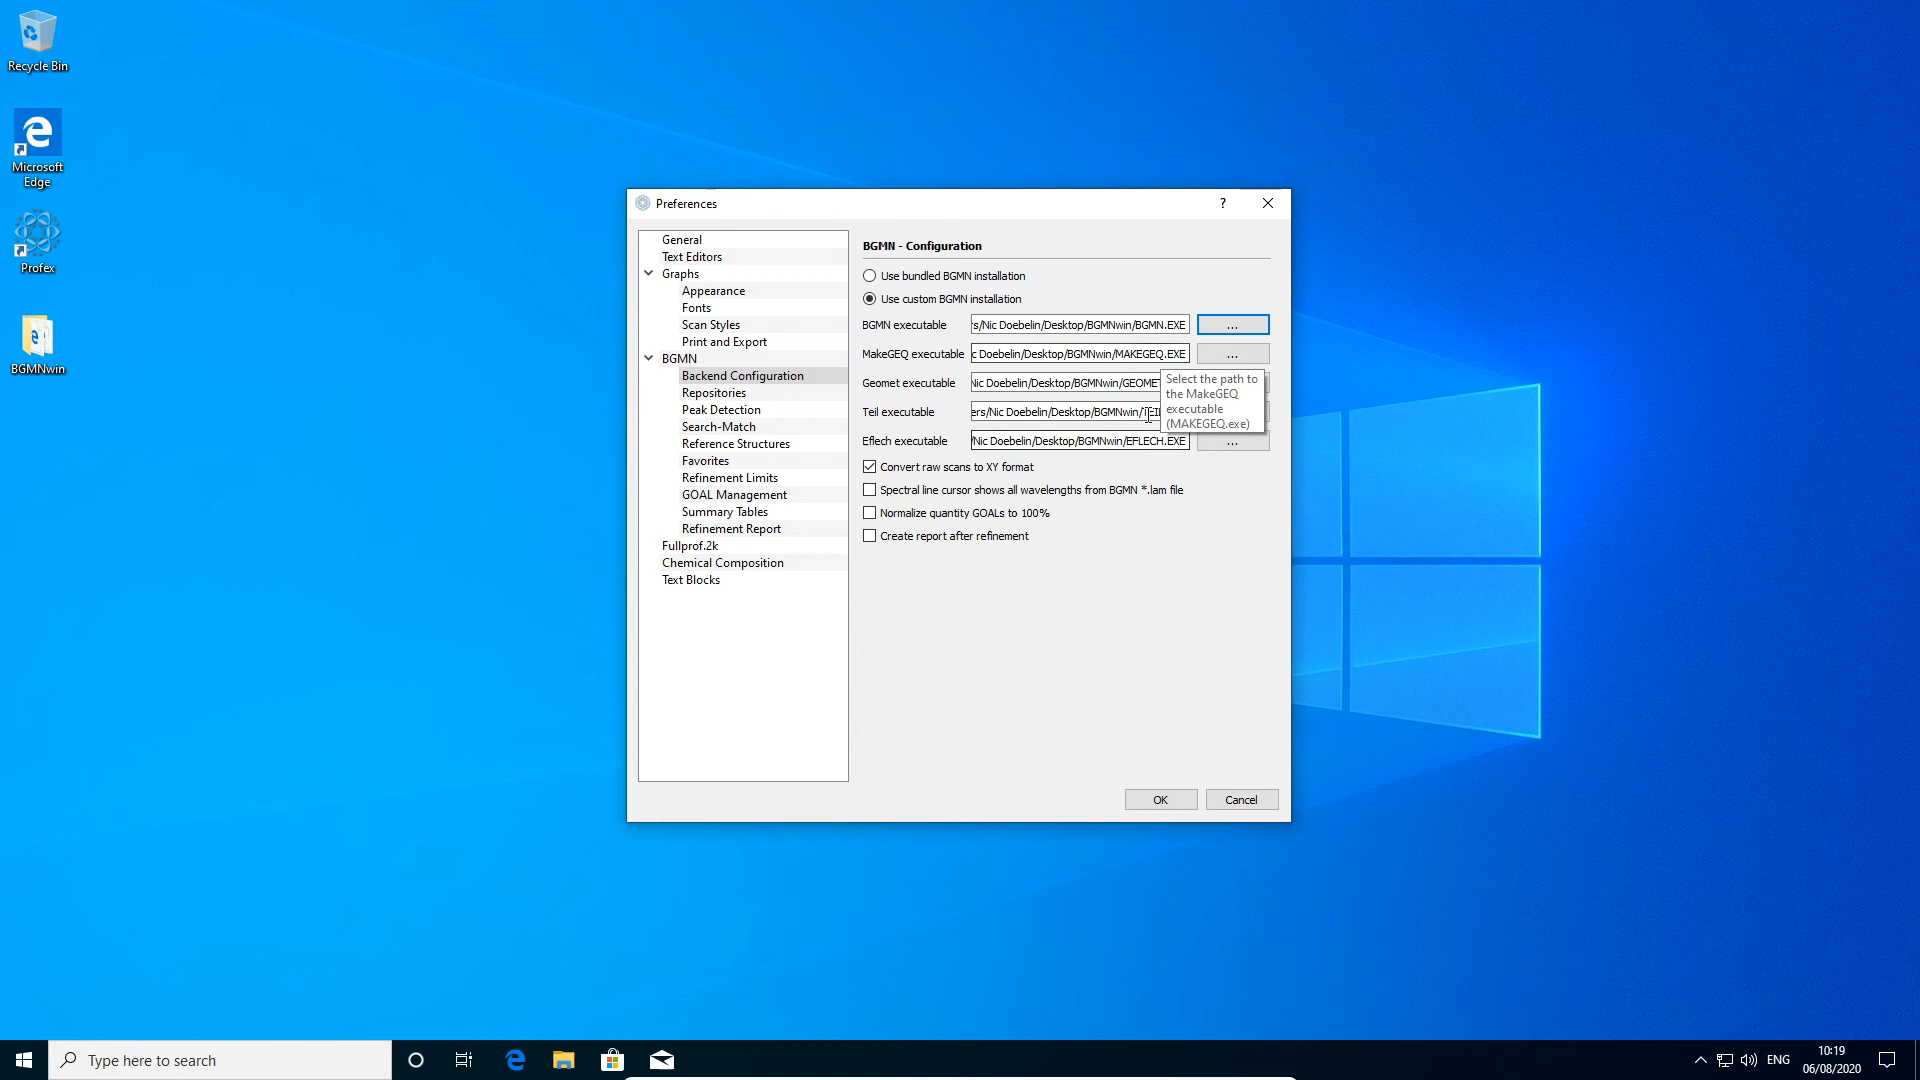 Recycle Bin
Microsoft
Edge
Profex
BGMNwin
Preferences
?
General
Text Editors
Graphs
Appearance
Fonts
Scan Styles
Print and Export
BGMN
Backend Configuration
Repositories
Peak Detection
Search-Match
Reference Structures
Favorites
Refinement Limits
GOAL Management
Summary Tables
Refinement Report
Fullprof.2k
Chemical Composition
Text Blocks
BGMN - Configuration
Use bundled BGMN installation
Use custom BGMN installation
BGMN executable s/Nic Doebelin/Desktop/BGMNwin/BGMN.EXE ...
MakeGEQ executable c Doebelin/Desktop/BGMNwin/MAKEGEQ.EXE ...
Geomet executable Nic Doebelin/Desktop/BGMNwin/GEOMET
Teil executable ers/Nic Doebelin/Desktop/BGMNwin/TEI
Eflech executable /Nic Doebelin/Desktop/BGMNwin/EFLECH.EXE ...
Select the path to
the MakeGEQ
executable
(MAKEGEQ.exe)
Convert raw scans to XY format
Spectral line cursor shows all wavelengths from BGMN *.lam file
Normalize quantity GOALs to 100%
Create report after refinement
OK Cancel
Type here to search
ENG
10:19
06/08/2020